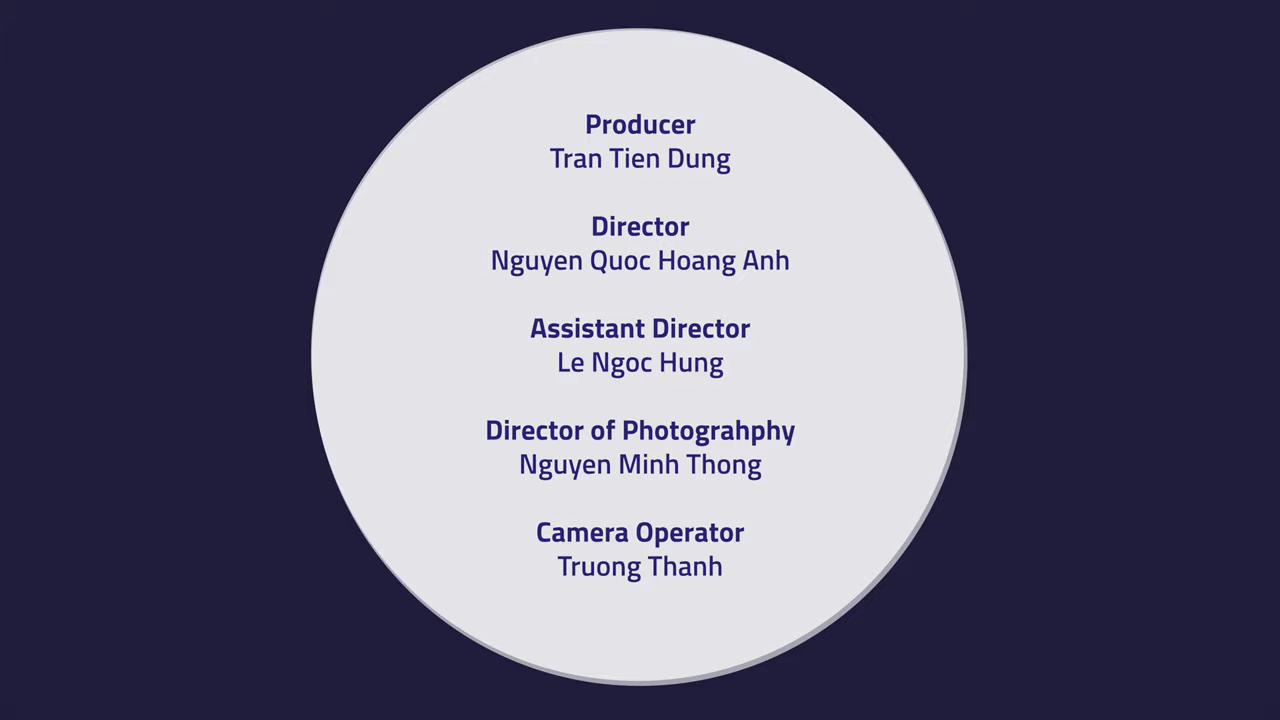 Producer
Tran Tien Dung
Director
Nguyen Quoc Hoang Anh
Assistant Director
Le Ngoc Hung
Director of Photograhphy
Nguyen Minh Thong
Camera Operator
Truong Thanh